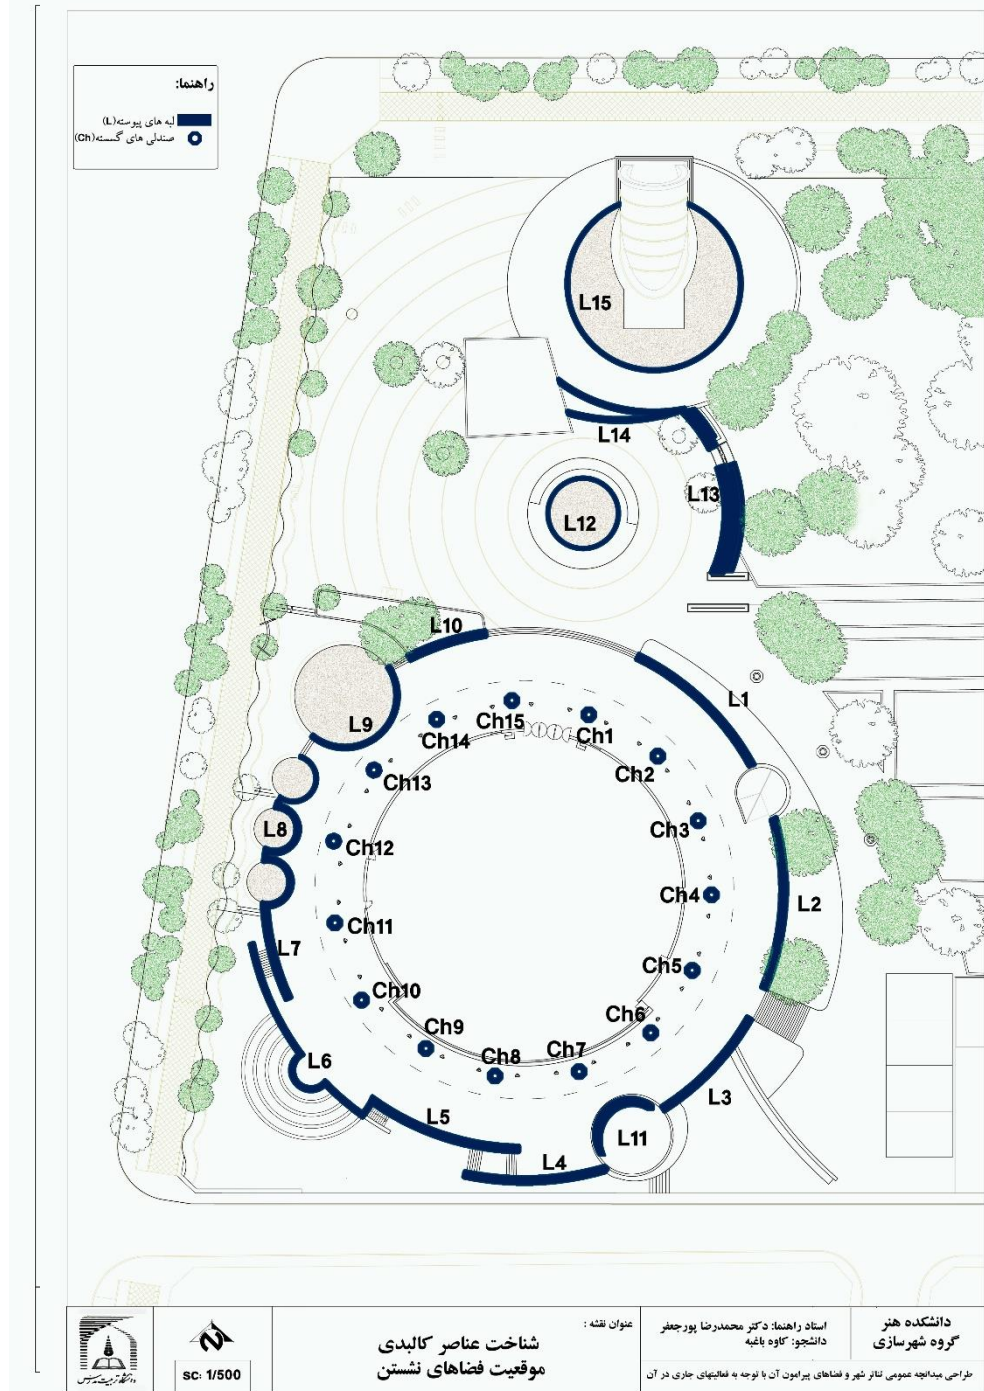 راهنما:
لبه های پیوسته(L)
صندلی های گسسته(Ch)
L15
L14
L13
L12
L10
L1
L9
Ch15
Ch1
Ch14
Ch2
Ch13
Ch3
L8
Ch12
Ch4
L2
Ch11
L7
Ch5
Ch10
Ch6
Ch9
L6
Ch8
Ch7
L3
L5
L11
L4
دانشکده هنر
گروه شهرسازی
استاد راهنما: دکتر محمدرضا پورجعفر
دانشجو: کاوه باغبه
طراحی میدانچه عمومی تئاتر شهر و فضاهای پیرامون آن با توجه به فعالیتهای جاری در آن
عنوان نقشه :
شناخت عناصر کالبدی
موقعیت فضاهای نشستن
SC: 1/500
دانشگاه تربیت مدرس